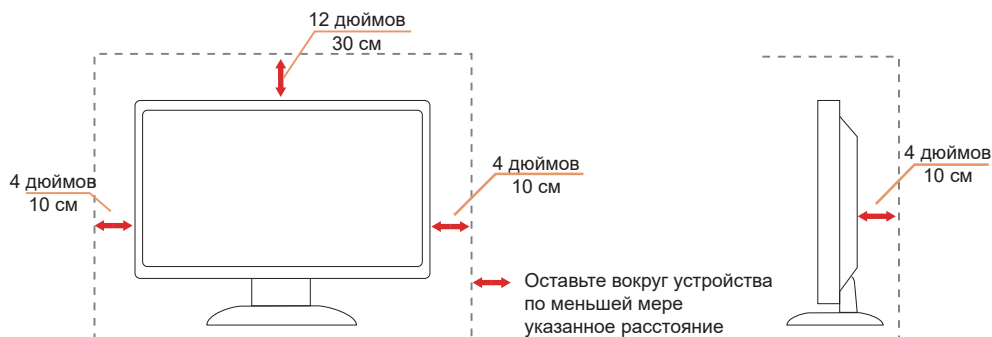 12 дюймов
30 см
4 дюймов
10 см
4 дюймов
10 см
4 дюймов
10 см
Оставьте вокруг устройства
по меньшей мере
указанное расстояние